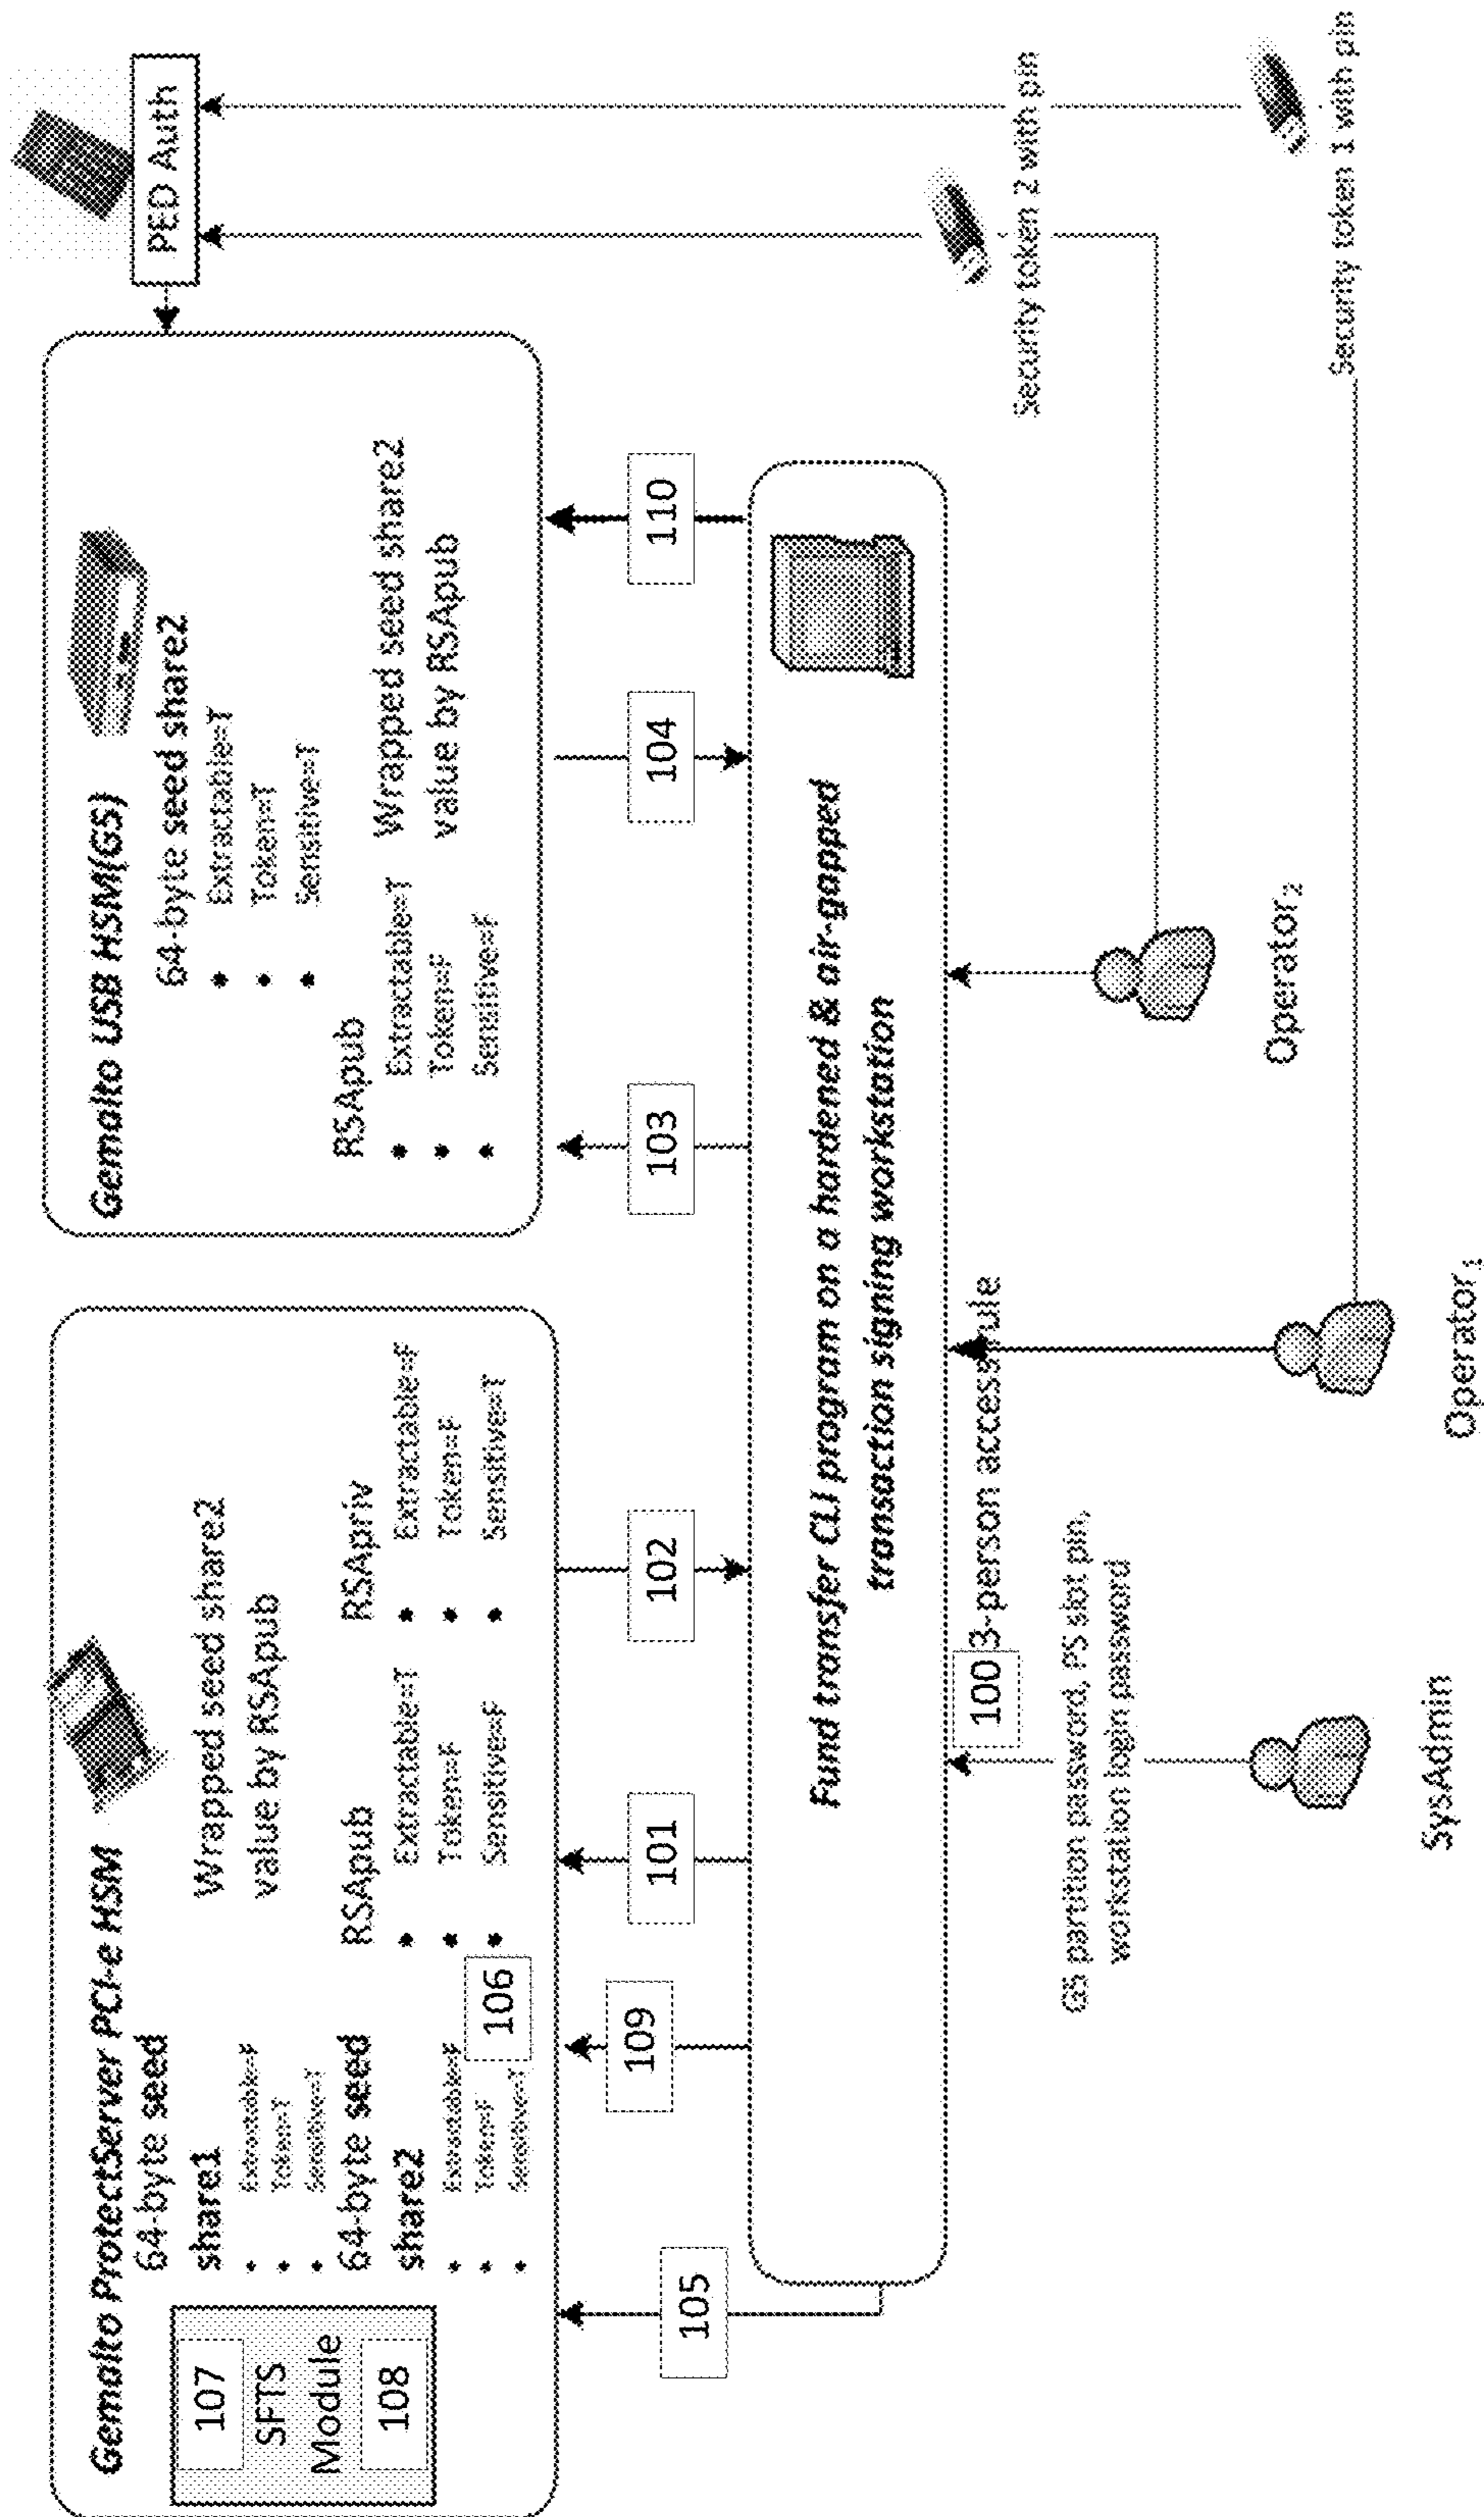 Gemalto ProtectServer PCI-e HSM
107
SFTS
Module
108
64-byte seed
share1
Extractable=F
Token=T
Sensitive=T
64-byte seed
share2
Extractable=F
Token=F
Sensitive=T
106
Wrapped seed share2
value by RSApub
RSApub
Extractable=T
Token=F
Sensitive=F
RSApriv
Extractable=F
Token=F
Sensitive=T
Gemalto USB HSM(G5)
64-byte seed share2
Extractable=T
Token=T
Sensitive=T
RSApub
Extractable=T
Token=F
Sensitive=F
Wrapped seed share2
value by RSApub
PED Auth
105
109
101
102
103
104
110
Fund transfer CLI program on a hardened & air-gapped
transaction signing workstation
100
3-person access rule
G5 partition password, PS slot pin,
workstation login password
Security token 2 with pin
Security token 1 with pin
SysAdmin
Operator1
Operator2